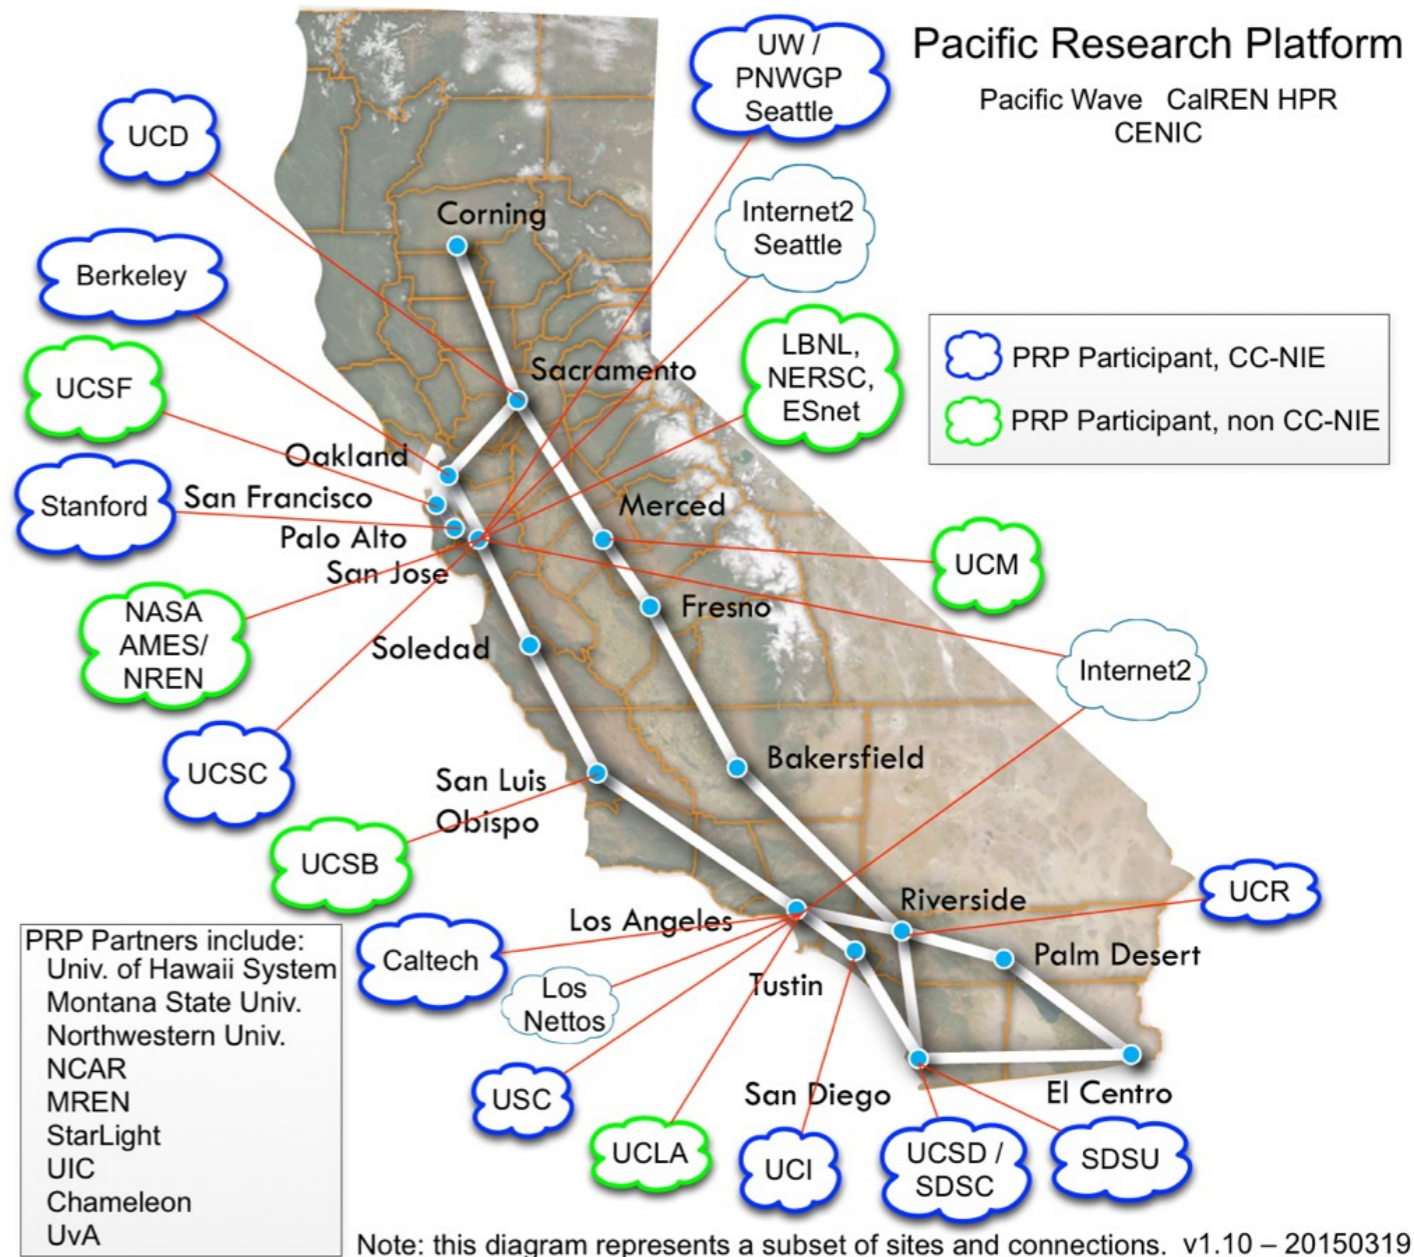 Pacific Research Platform
Pacific Wave CalREN HPR
CENIC
UW /
PNWGP
Seattle
UCD
Internet2
Seattle
Corning
Berkeley
LBNL,
NERSC,
ESnet
PRP Participant, CC-NIE
PRP Participant, non CC-NIE
Sacramento
UCSF
Oakland
Stanford
San Francisco
Merced
Palo Alto
San Jose
UCM
NASA
AMES/
NREN
Fresno
Soledad
Internet2
UCSC
San Luis
Obispo
Bakersfield
UCSB
UCR
Riverside
Los Angeles
Palm Desert
Caltech
Tustin
Los
Nettos
USC
San Diego
El Centro
UCLA
UCI
UCSD /
SDSC
SDSU
PRP Partners include:
Univ. of Hawaii System
Montana State Univ.
Northwestern Univ.
NCAR
MREN
StarLight
UIC
Chameleon
UvA
Note: this diagram represents a subset of sites and connections. v1.10 – 20150319